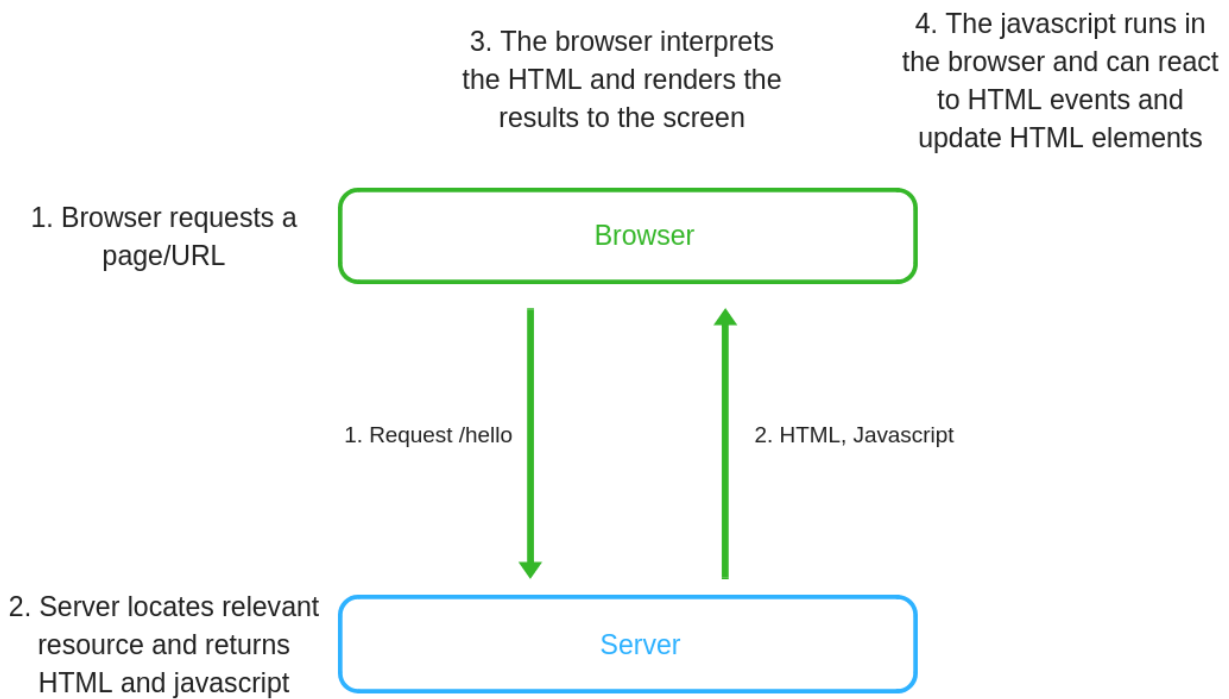 3. The browser interprets
the HTML and renders the
results to the screen
4. The javascript runs in
the browser and can react
to HTML events and
update HTML elements
1. Browser requests a
page/URL
Browser
1. Request /hello
2. HTML, Javascript
2. Server locates relevant
resource and returns
HTML and javascript
Server